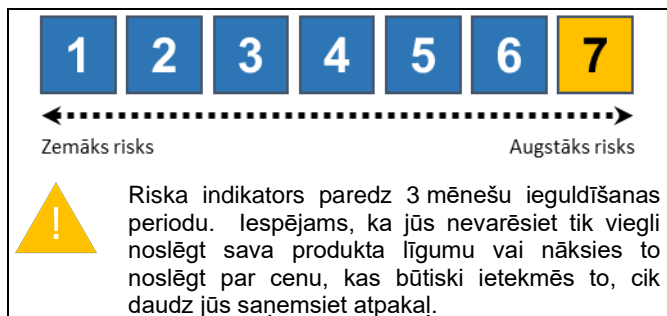 1 2 3 4 5 6 7
Zemāks risks Augstāks risks
Riska indikators paredz 3 mēnešu ieguldīšanas
periodu. Iespējams, ka jūs nevarēsiet tik viegli
noslēgt sava produkta līgumu vai nāksies to
noslēgt par cenu, kas būtiski ietekmēs to, cik
daudz jūs saņemsiet atpakaļ.